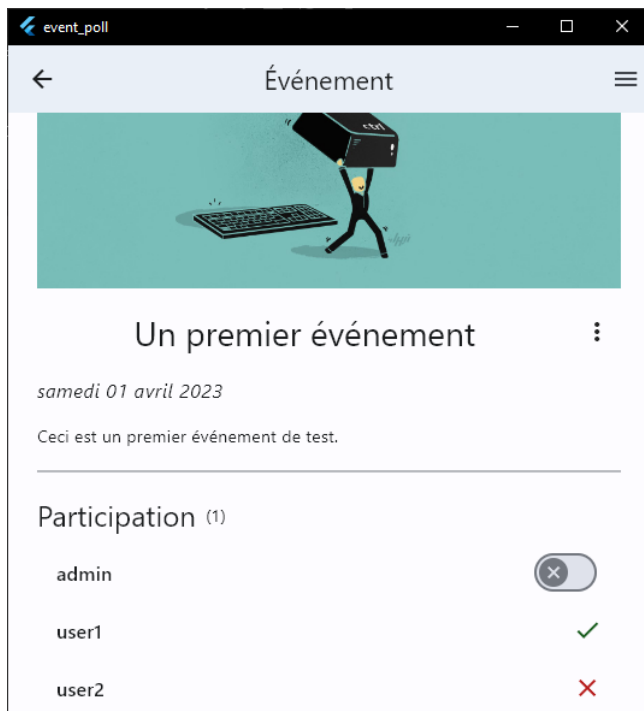 event_poll
Événement
ctrl
Un premier événement
samedi 01 avril 2023
Ceci est un premier événement de test.
Participation (1)
admin
user1
user2